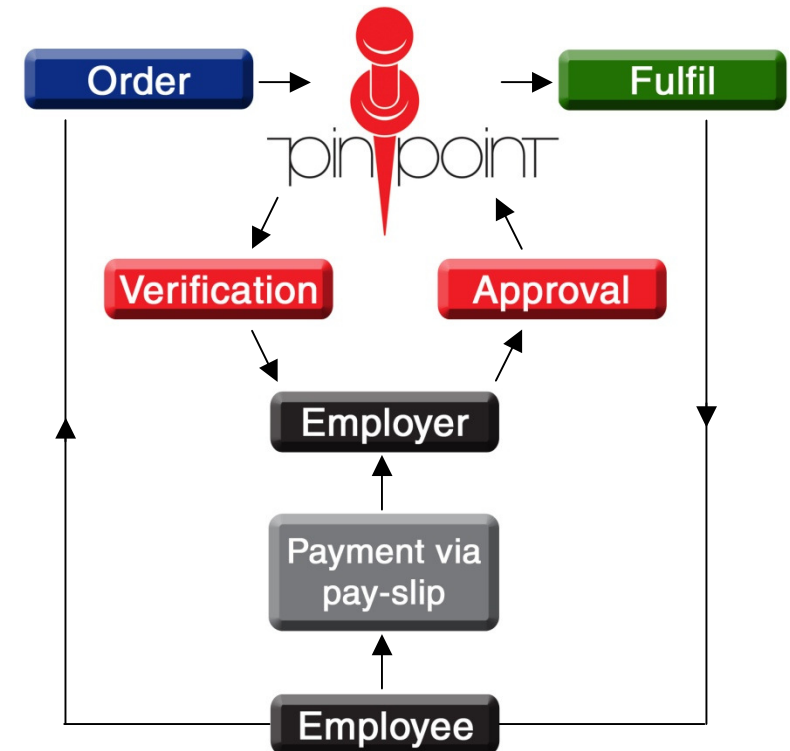 Order
Fulfil
pinpoint
Verification
Approval
Employer
Payment via
pay-slip
Employee